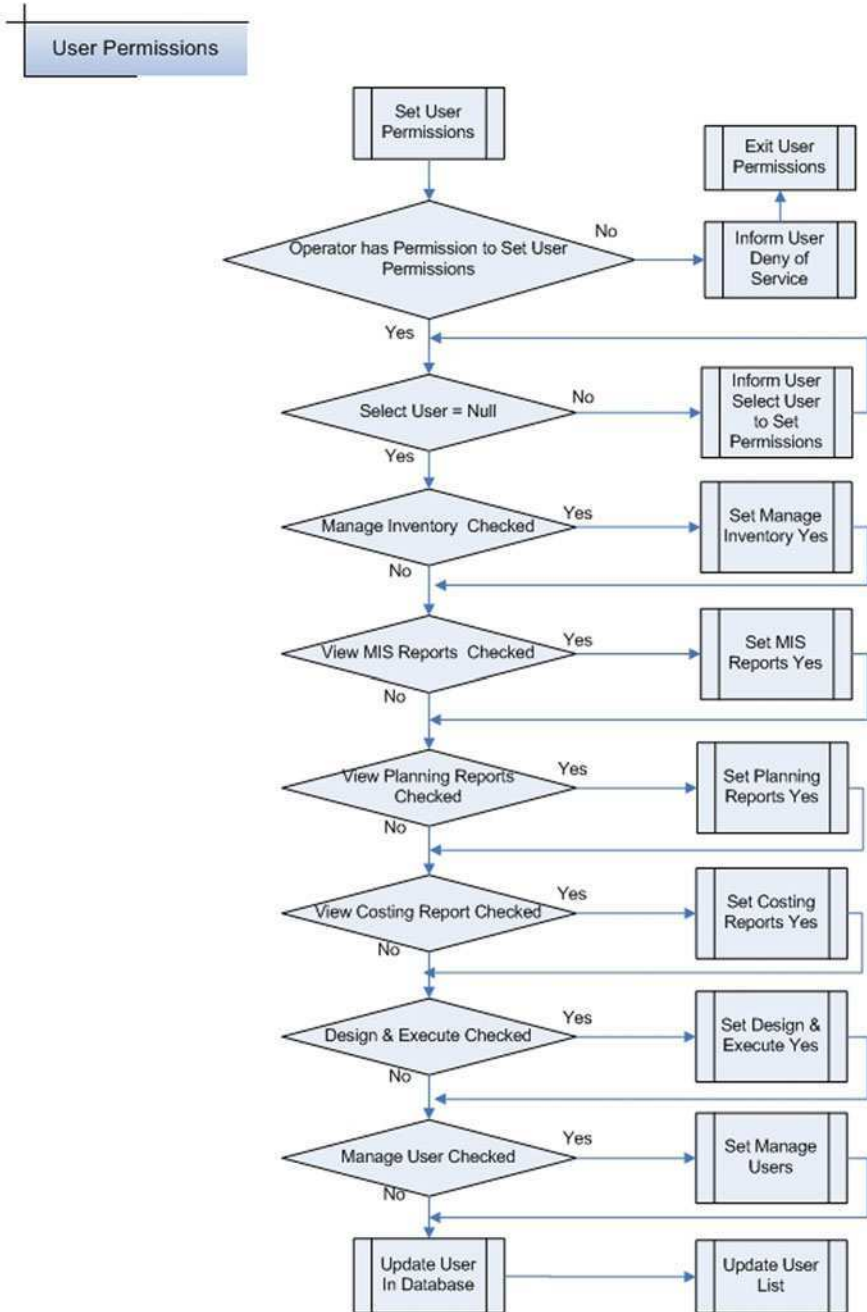 User Permissions
Set User
Permissions
Exit User
Permissions
Operator has Permission to Set User
Permissions
No
Inform User
Deny of
Service
Yes
Select User = Null
No
Inform User
Select User
to Set
Permissions
Yes
Manage Inventory Checked
Yes
Set Manage
Inventory Yes
No
View MIS Reports Checked
Yes
Set MIS
Reports Yes
No
View Planning Reports
Checked
Yes
Set Planning
Reports Yes
No
View Costing Report Checked
Yes
Set Costing
Reports Yes
No
Design & Execute Checked
Yes
Set Design &
Execute Yes
No
Manage User Checked
Yes
Set Manage
Users
No
Update User
In Database
Update User
List